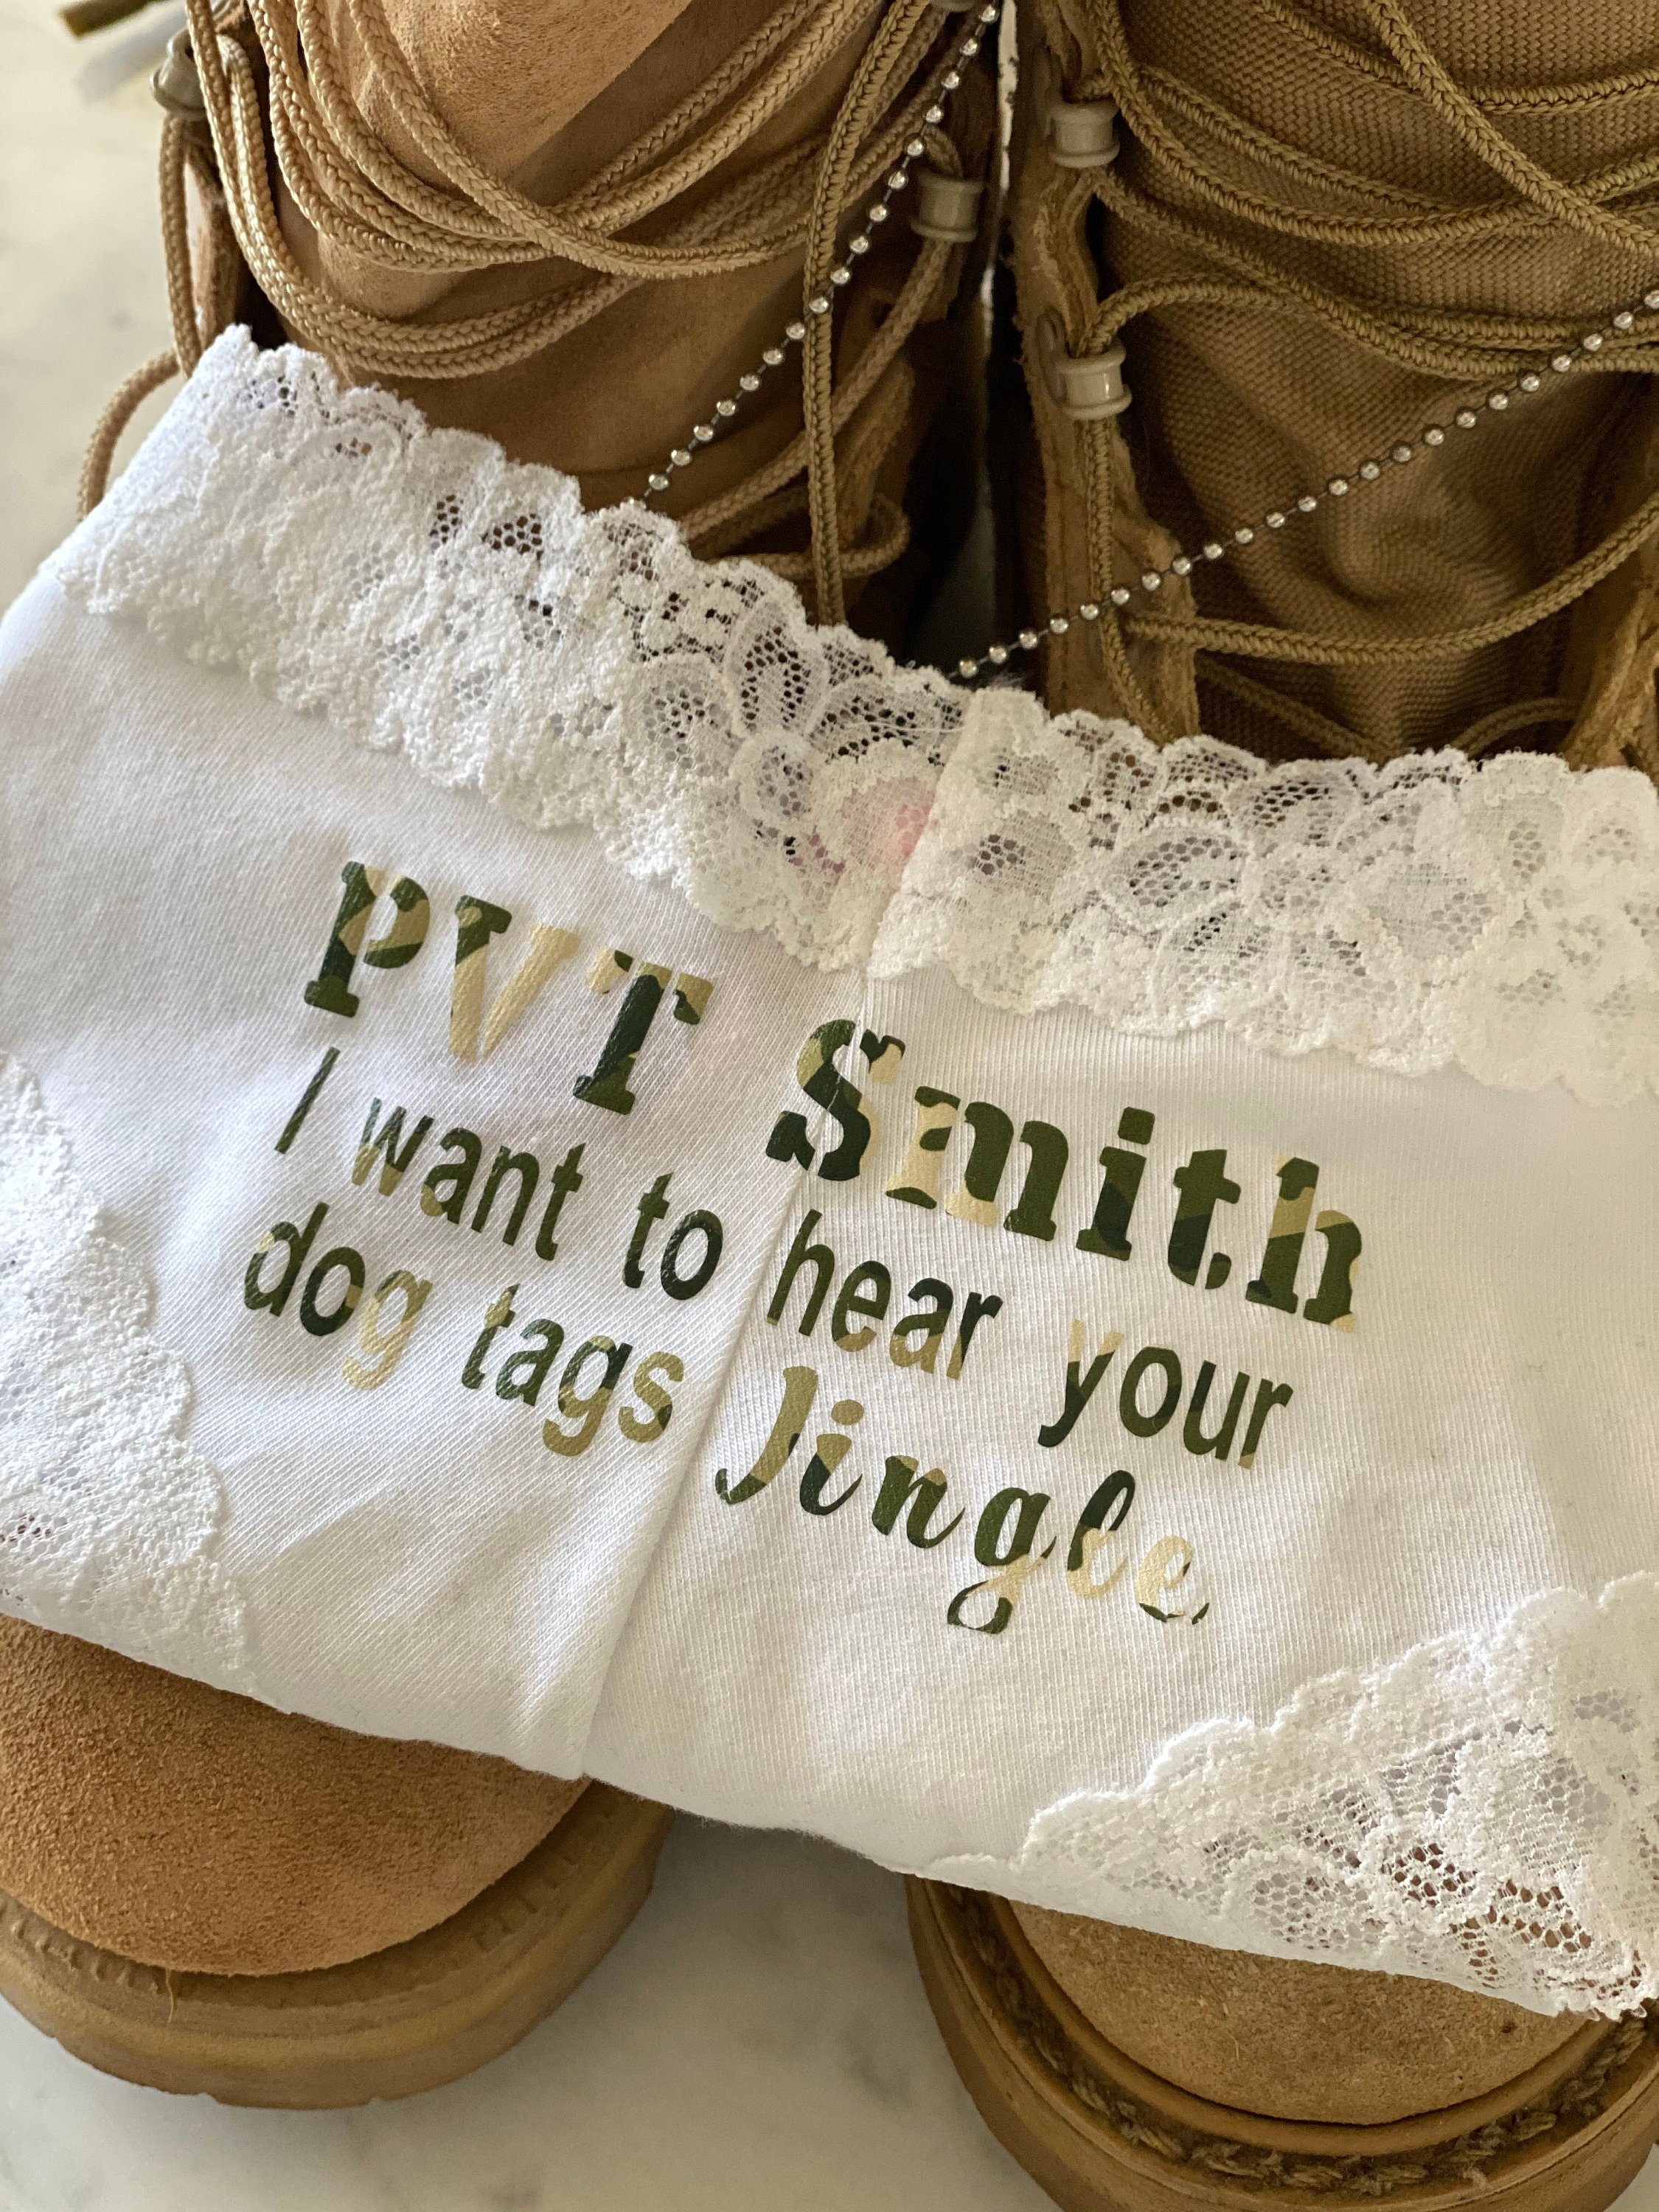 PVT Smith
I want to hear your
dog tags Jingle